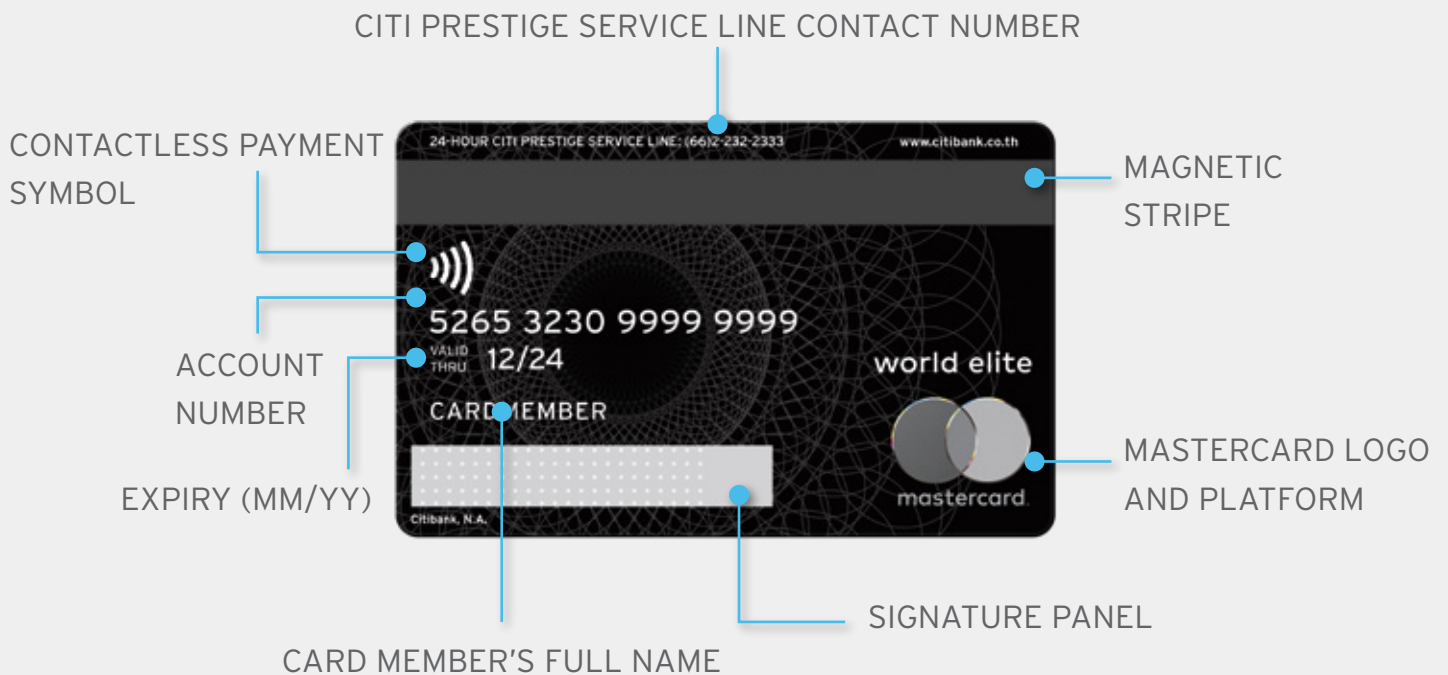 CITI PRESTIGE SERVICE LINE CONTACT NUMBER
CONTACTLESS PAYMENT
SYMBOL
24-HOUR CITI PRESTIGE SERVICE LINE: (66)2-232-2333
www.citibank.co.th
MAGNETIC
STRIPE
5265 3230 9999 9999
VALID
THRU
12/24
ACCOUNT
NUMBER
world elite
CARDMEMBER
EXPIRY (MM/YY)
mastercard.
MASTERCARD LOGO
AND PLATFORM
Citibank, N.A.
SIGNATURE PANEL
CARD MEMBER'S FULL NAME